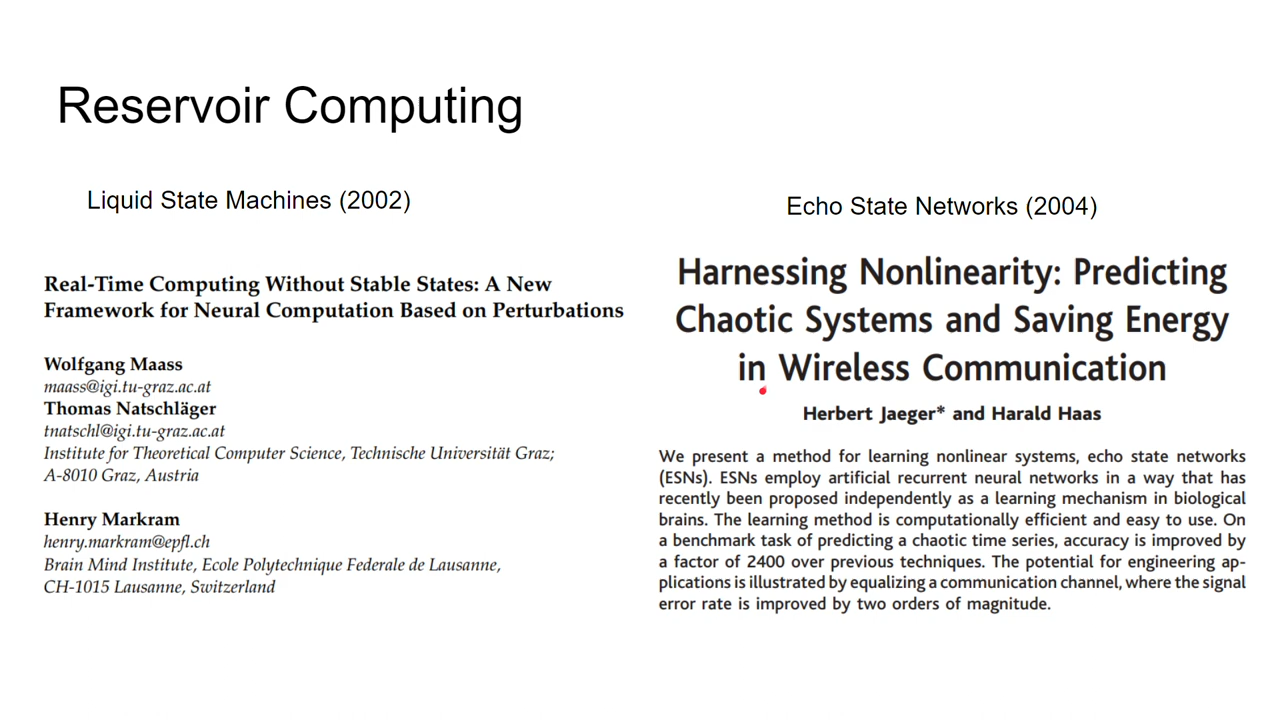 Reservoir Computing
Liquid State Machines (2002)
Real-Time Computing Without Stable States: A New
Framework for Neural Computation Based on Perturbations
Wolfgang Maass
maass@igi.tu-graz.ac.at
Thomas Natschläger
tnatschl@igi.tu-graz.ac.at
Institute for Theoretical Computer Science, Technische Universität Graz;
A-8010 Graz, Austria
Henry Markram
henry.markram@epfl.ch
Brain Mind Institute, Ecole Polytechnique Federale de Lausanne,
CH-1015 Lausanne, Switzerland
Echo State Networks (2004)
Harnessing Nonlinearity: Predicting
Chaotic Systems and Saving Energy
in Wireless Communication
Herbert Jaeger* and Harald Haas
We present a method for learning nonlinear systems, echo state networks
(ESNs). ESNs employ artificial recurrent neural networks in a way that has
recently been proposed independently as a learning mechanism in biological
brains. The learning method is computationally efficient and easy to use. On
a benchmark task of predicting a chaotic time series, accuracy is improved by
a factor of 2400 over previous techniques. The potential for engineering ap-
plications is illustrated by equalizing a communication channel, where the signal
error rate is improved by two orders of magnitude.